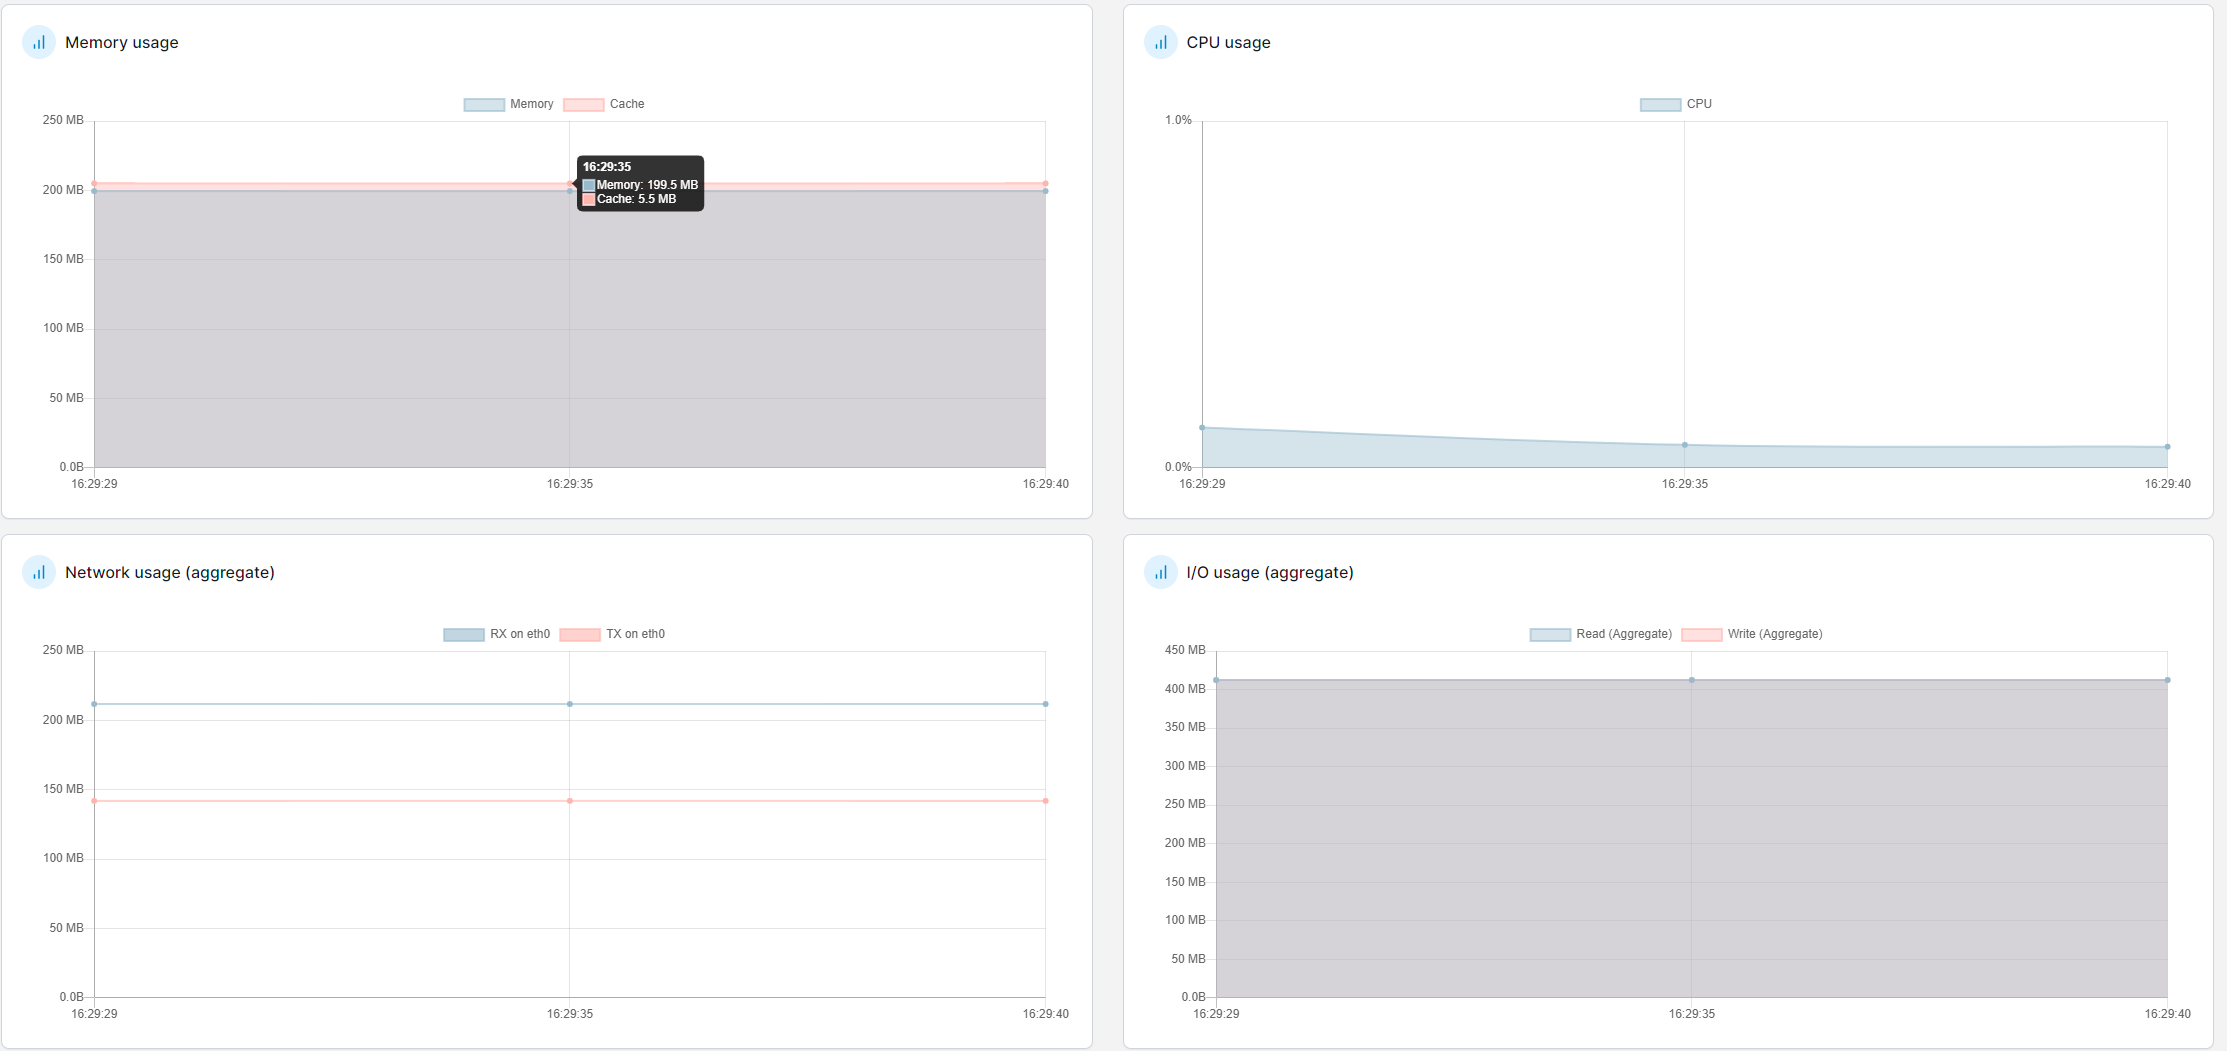 Memory usage
Memory Cache
250 MB
200 MB
150 MB
100 MB
50 MB
0.0B
16:29:35
Memory: 199.5 MB
Cache: 5.5 MB
16:29:29 16:29:35 16:29:40
CPU usage
CPU
1.0%
0.0%
16:29:29 16:29:35 16:29:40
Network usage (aggregate)
RX on eth0 TX on eth0
250 MB
200 MB
150 MB
100 MB
50 MB
0.0B
16:29:29 16:29:35 16:29:40
I/O usage (aggregate)
Read (Aggregate) Write (Aggregate)
450 MB
400 MB
350 MB
300 MB
250 MB
200 MB
150 MB
100 MB
50 MB
0.0B
16:29:29 16:29:35 16:29:40